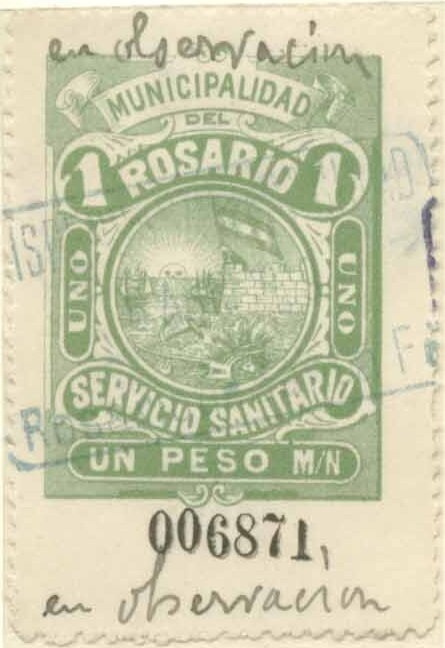 en observacion
MUNICIPALIDAD
DEL
1 ROSARIO 1
UNO UNO
SERVICIO SANITARIO
UN PESO M/N
006871,
en observacion